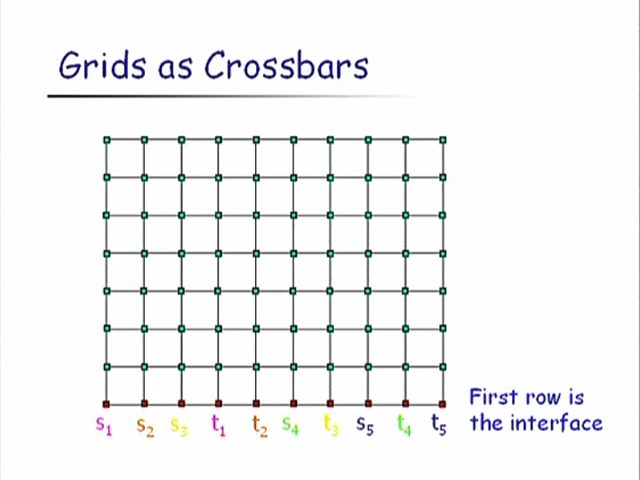 Grids as Crossbars
s₁ s₂ s₃ t₁ t₂ s₄ t₃ s₅ t₄ t₅
First row is
the interface